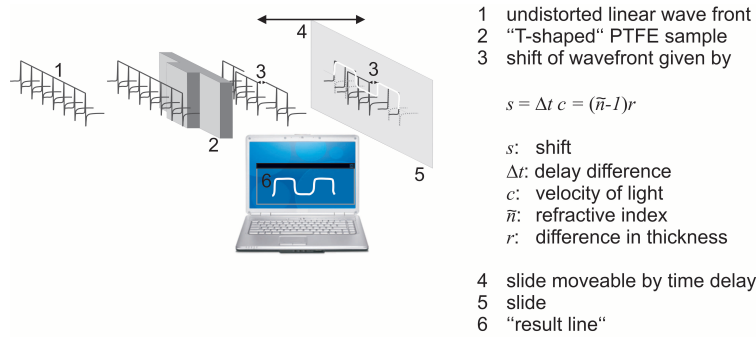 4
1
3
3
2
5
6
1 undistorted linear wave front
2 “T-shaped“ PTFE sample
3 shift of wavefront given by
s = Δt c = (ñ-1)r
s: shift
Δt: delay difference
c: velocity of light
ñ: refractive index
r: difference in thickness
4 slide moveable by time delay
5 slide
6 “result line“